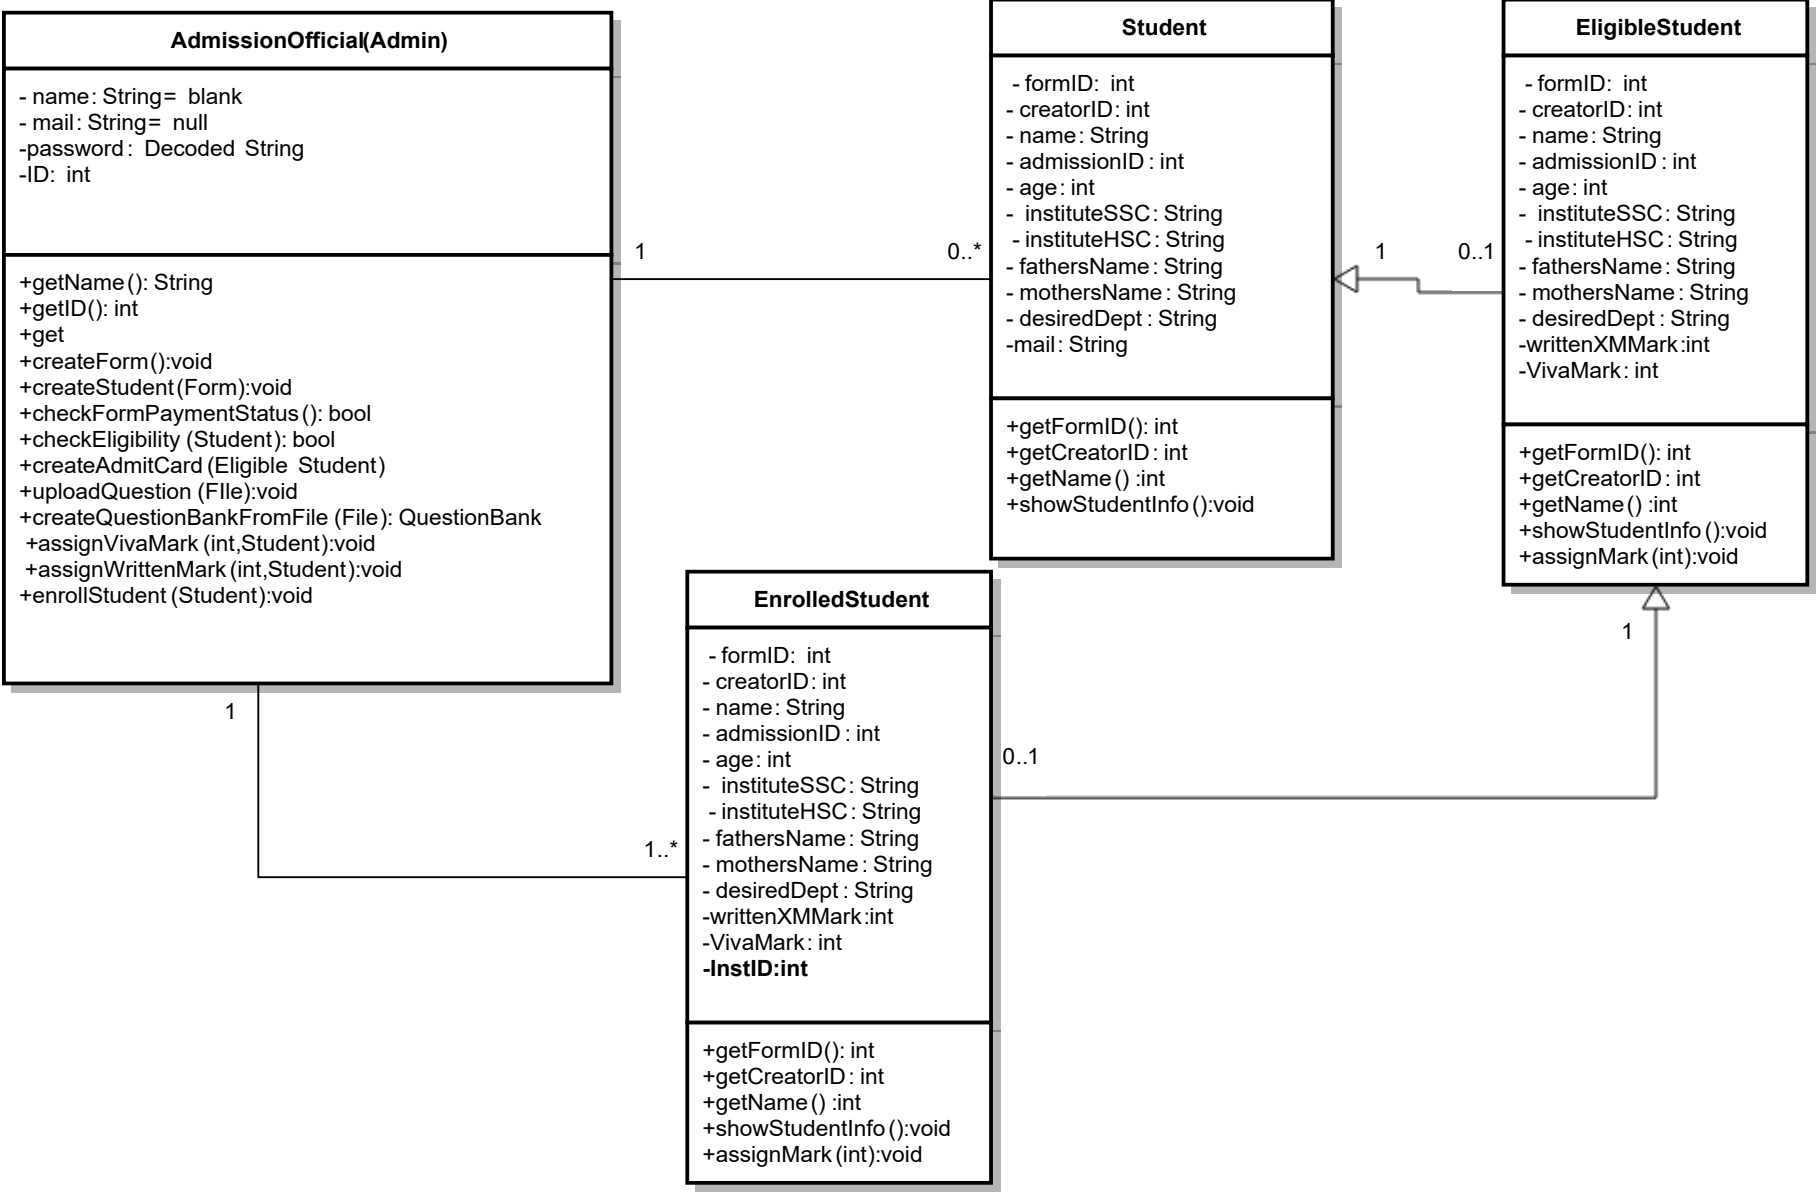 AdmissionOfficial(Admin)
- name: String= blank
- mail: String= null
-password: Decoded String
-ID: int
+getName(): String
+getID(): int
+get
+createForm():void
+createStudent(Form):void
+checkFormPaymentStatus(): bool
+checkEligibility(Student): bool
+createAdmitCard(Eligible Student)
+uploadQuestion(FIle):void
+createQuestionBankFromFile(File): QuestionBank
+assignVivaMark(int,Student):void
+assignWrittenMark(int,Student):void
+enrollStudent(Student):void
1
0..*
Student
- formID: int
- creatorID: int
- name: String
- admissionID: int
- age: int
- instituteSSC: String
- instituteHSC: String
- fathersName: String
- mothersName: String
- desiredDept: String
-mail: String
+getFormID(): int
+getCreatorID: int
+getName() :int
+showStudentInfo():void
1
0..1
EligibleStudent
- formID: int
- creatorID: int
- name: String
- admissionID: int
- age: int
- instituteSSC: String
- instituteHSC: String
- fathersName: String
- mothersName: String
- desiredDept: String
-writtenXMMark:int
-VivaMark: int
+getFormID(): int
+getCreatorID: int
+getName() :int
+showStudentInfo():void
+assignMark(int):void
1
1
1..*
EnrolledStudent
- formID: int
- creatorID: int
- name: String
- admissionID: int
- age: int
- instituteSSC: String
- instituteHSC: String
- fathersName: String
- mothersName: String
- desiredDept: String
-writtenXMMark:int
-VivaMark: int
-InstID:int
+getFormID(): int
+getCreatorID: int
+getName() :int
+showStudentInfo():void
+assignMark(int):void
0..1